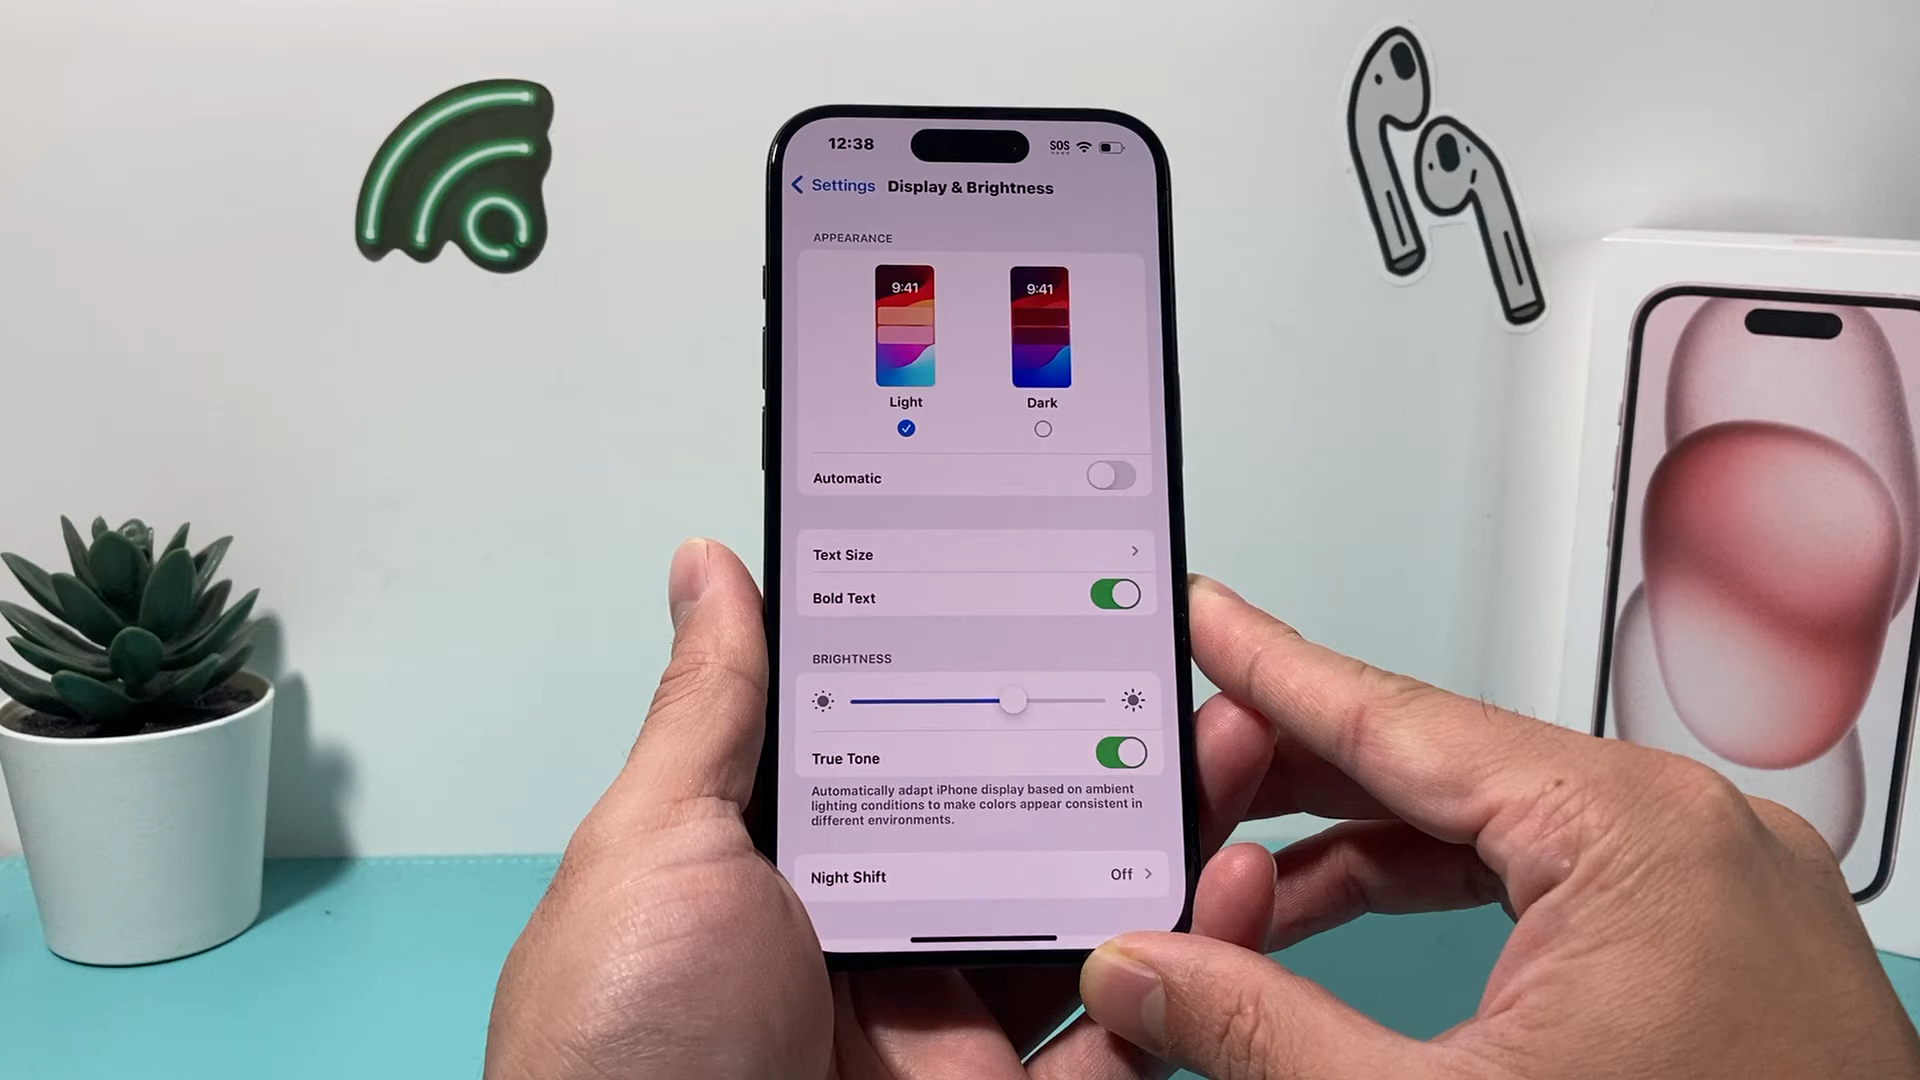 12:38
SOS
Settings
Display & Brightness
APPEARANCE
9:41
9:41
Light
Dark
Automatic
Text Size
Bold Text
BRIGHTNESS
True Tone
Automatically adapt iPhone display based on ambient
lighting conditions to make colors appear consistent in
different environments.
Night Shift
Off